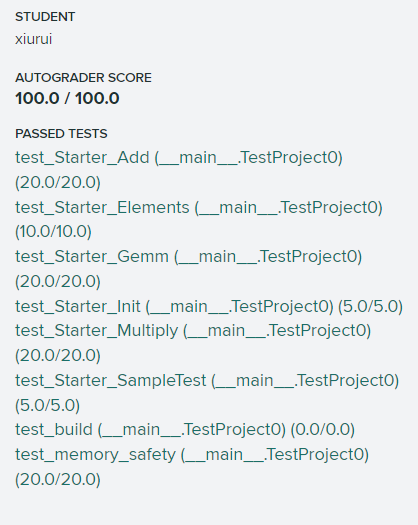 STUDENT
xiurui
AUTOGRADER SCORE
100.0 / 100.0
PASSED TESTS
test_Starter_Add (__main__.TestProject0)
(20.0/20.0)
test_Starter_Elements (__main__.TestProject0)
(10.0/10.0)
test_Starter_Gemm (__main__.TestProject0)
(20.0/20.0)
test_Starter_Init (__main__.TestProject0) (5.0/5.0)
test_Starter_Multiply (__main__.TestProject0)
(20.0/20.0)
test_Starter_SampleTest (__main__.TestProject0)
(5.0/5.0)
test_build (__main__.TestProject0) (0.0/0.0)
test_memory_safety (__main__.TestProject0)
(20.0/20.0)